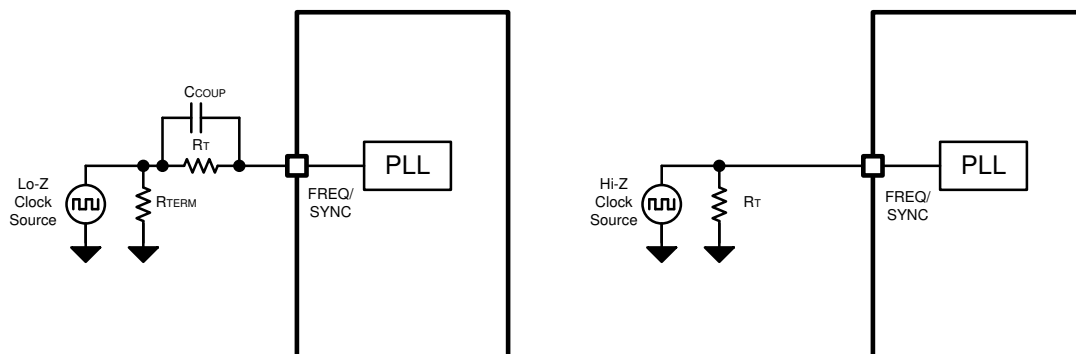 CCOUP
RT
PLL
Lo-Z
Clock
Source
RTERM
FREQ/
SYNC
PLL
Hi-Z
Clock
Source
RT
FREQ/
SYNC